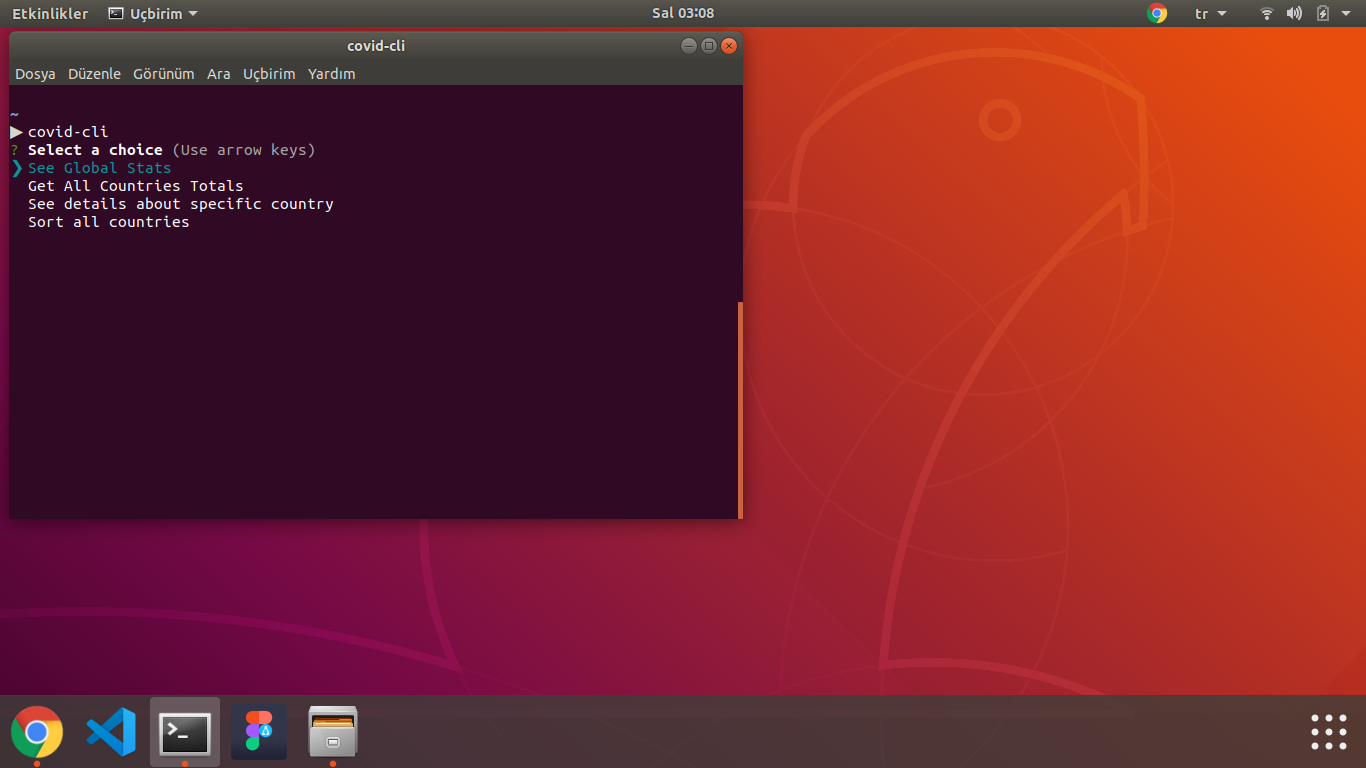 Etkinlikler Uçbirim Sal 03:08 tr
covid-cli
Dosya Düzenle Görünüm Ara Uçbirim Yardım
~
▶ covid-cli
? Select a choice (Use arrow keys)
❯ See Global Stats
Get All Countries Totals
See details about specific country
Sort all countries